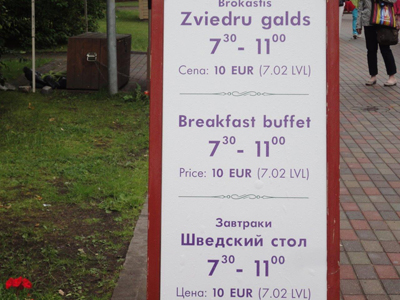 Brokastis
Zviedru galds
7³⁰ - 11⁰⁰
Cena: 10 EUR (7.02 LVL)
Breakfast buffet
7³⁰ - 11⁰⁰
Price: 10 EUR (7.02 LVL)
Завтраки
Шведский стол
7³⁰ - 11⁰⁰
Цена: 10 EUR (7.02 LVL)